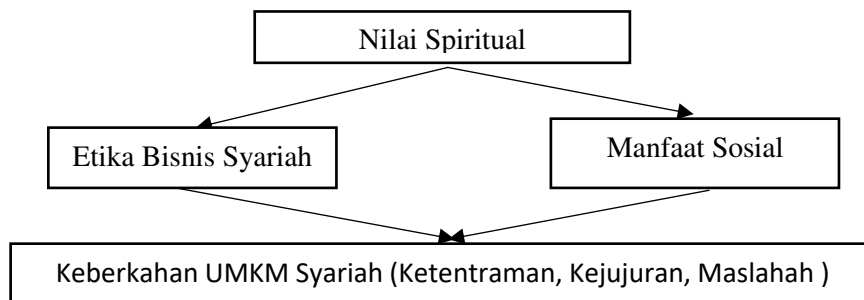 Nilai Spiritual
Etika Bisnis Syariah
Manfaat Sosial
Keberkahan UMKM Syariah (Ketentraman, Kejujuran, Maslahah )